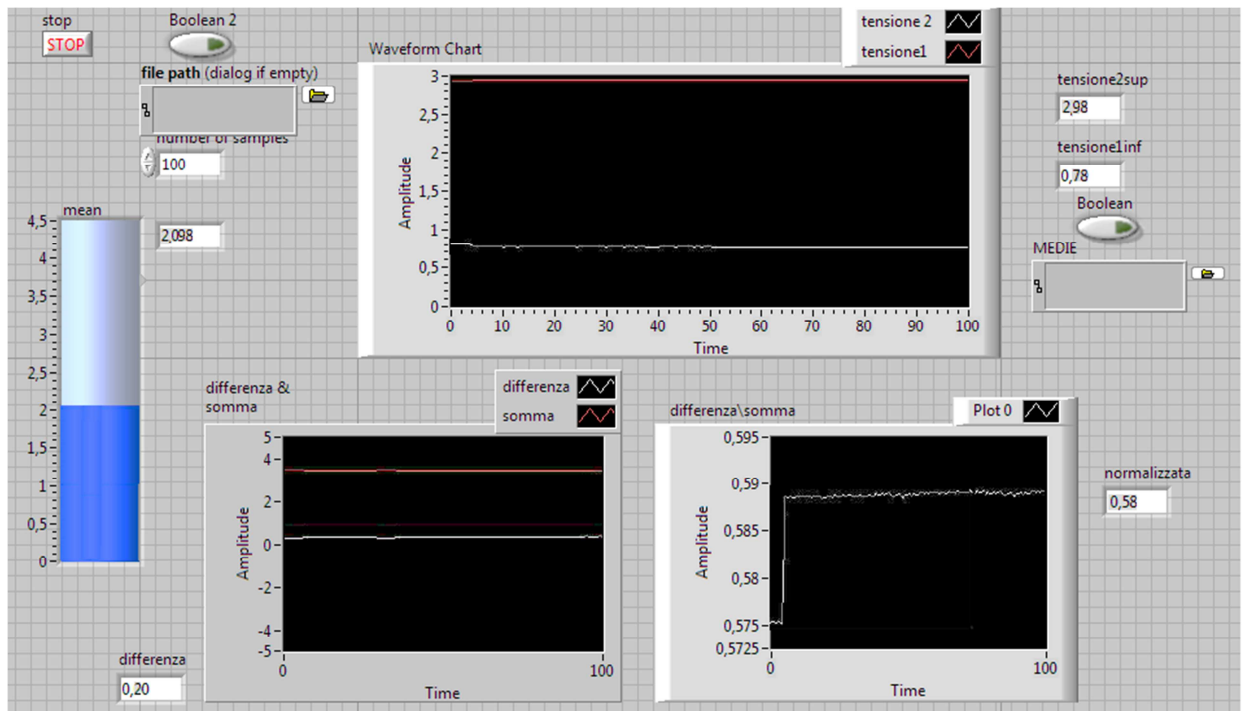 stop
STOP
Boolean 2
file path (dialog if empty)
number of samples
100
mean
2,098
4,5
4
3,5
3
2,5
2
1,5
1
0,5
0
Waveform Chart
tensione 2
tensione1
Amplitude
3
2,5
2
1,5
1
0,5
0
0 10 20 30 40 50 60 70 80 90 100
Time
tensione2sup
2,98
tensione1inf
0,78
Boolean
MEDIE
differenza &
somma
differenza
somma
Amplitude
5
4
2
0
-2
-4
-5
0 100
Time
differenza\somma
Plot 0
Amplitude
0,595
0,59
0,585
0,58
0,575
0,5725
0 100
Time
normalizzata
0,58
differenza
0,20